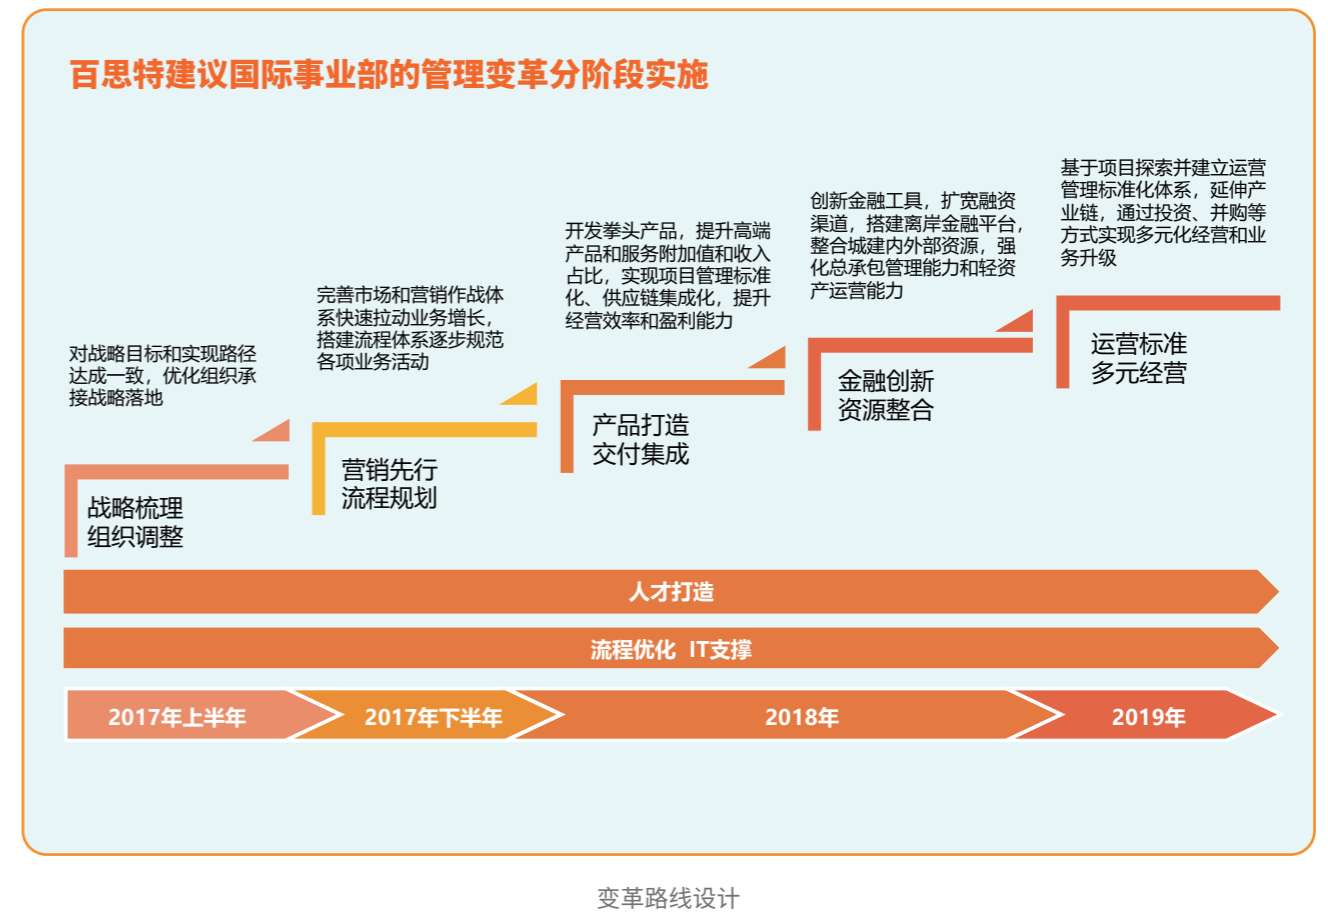 百思特建议国际事业部的管理变革分阶段实施
对战略目标和实现路径
达成一致，优化组织承
接战略落地
战略梳理
组织调整
完善市场和营销作战体
系快速拉动业务增长，
搭建流程体系逐步规范
各项业务活动
营销先行
流程规划
开发拳头产品，提升高端
产品和服务附加值和收入
占比，实现项目管理标准
化、供应链集成化，提升
经营效率和盈利能力
产品打造
交付集成
创新金融工具，扩宽融资
渠道，搭建离岸金融平台，
整合城建内外部资源，强
化总承包管理能力和轻资
产运营能力
金融创新
资源整合
基于项目探索并建立运营
管理标准化体系，延伸产
业链，通过投资、并购等
方式实现多元化经营和业
务升级
运营标准
多元经营
人才打造
流程优化 IT支撑
2017年上半年
2017年下半年
2018年
2019年
变革路线设计